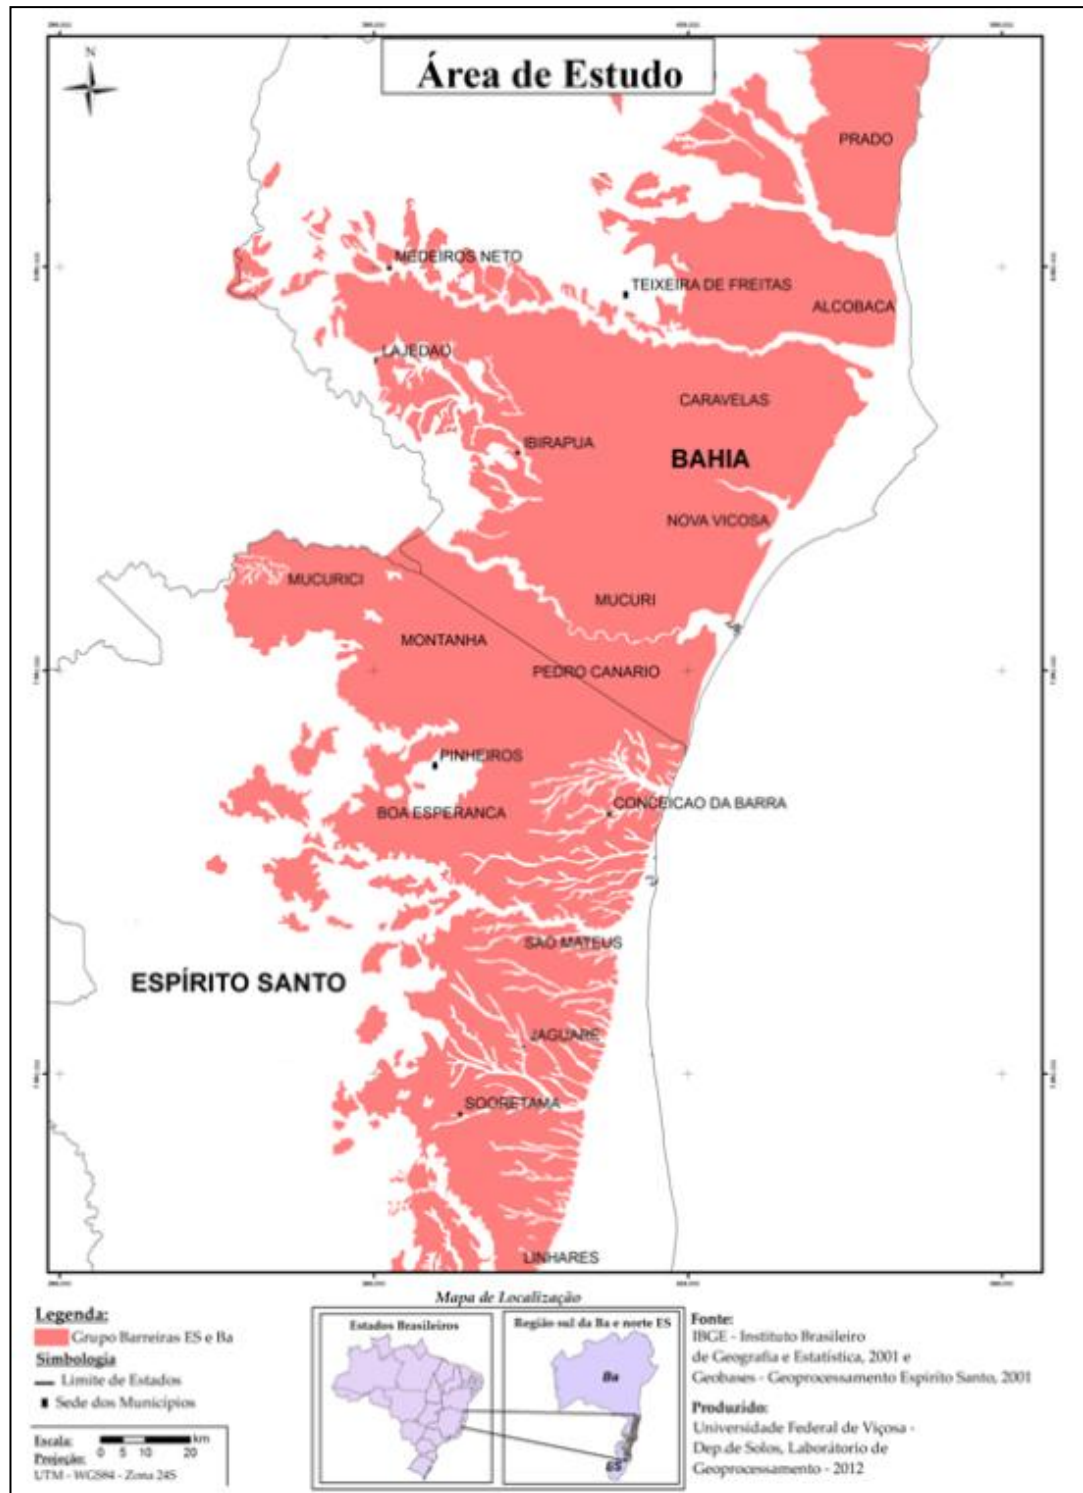 Área de Estudo
N
PRADO
MEDEIROS NETO
TEIXEIRA DE FREITAS
ALCOBACA
LAJEDAO
CARAVELAS
IBIRAPUA
BAHIA
NOVA VICOSA
MUCURICI
MUCURI
MONTANHA
PEDRO CANARIO
PINHEIROS
BOA ESPERANCA
CONCEICAO DA BARRA
SAO MATEUS
ESPÍRITO SANTO
JAGUARE
SOORETAMA
LINHARES
Legenda:
Grupo Barreiras ES e Ba
Simbologia
Limite de Estados
Sede dos Municípios
Escala:
km
0 5 10 20
Projeção:
UTM - WGS84 - Zona 24S
Mapa de Localização
Estados Brasileiros
Região sul da Ba e norte ES
Ba
ES
Fonte:
IBGE - Instituto Brasileiro
de Geografia e Estatística, 2001 e
Geobases - Geoprocessamento Espírito Santo, 2001
Produzido:
Universidade Federal de Viçosa -
Dep.de Solos, Laborátorio de
Geoprocessamento - 2012